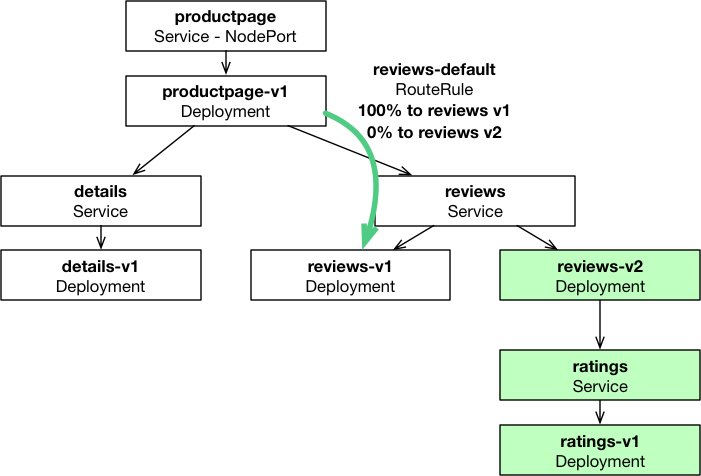 productpage
Service - NodePort
productpage-v1
Deployment
reviews-default
RouteRule
100% to reviews v1
0% to reviews v2
details
Service
reviews
Service
details-v1
Deployment
reviews-v1
Deployment
reviews-v2
Deployment
ratings
Service
ratings-v1
Deployment